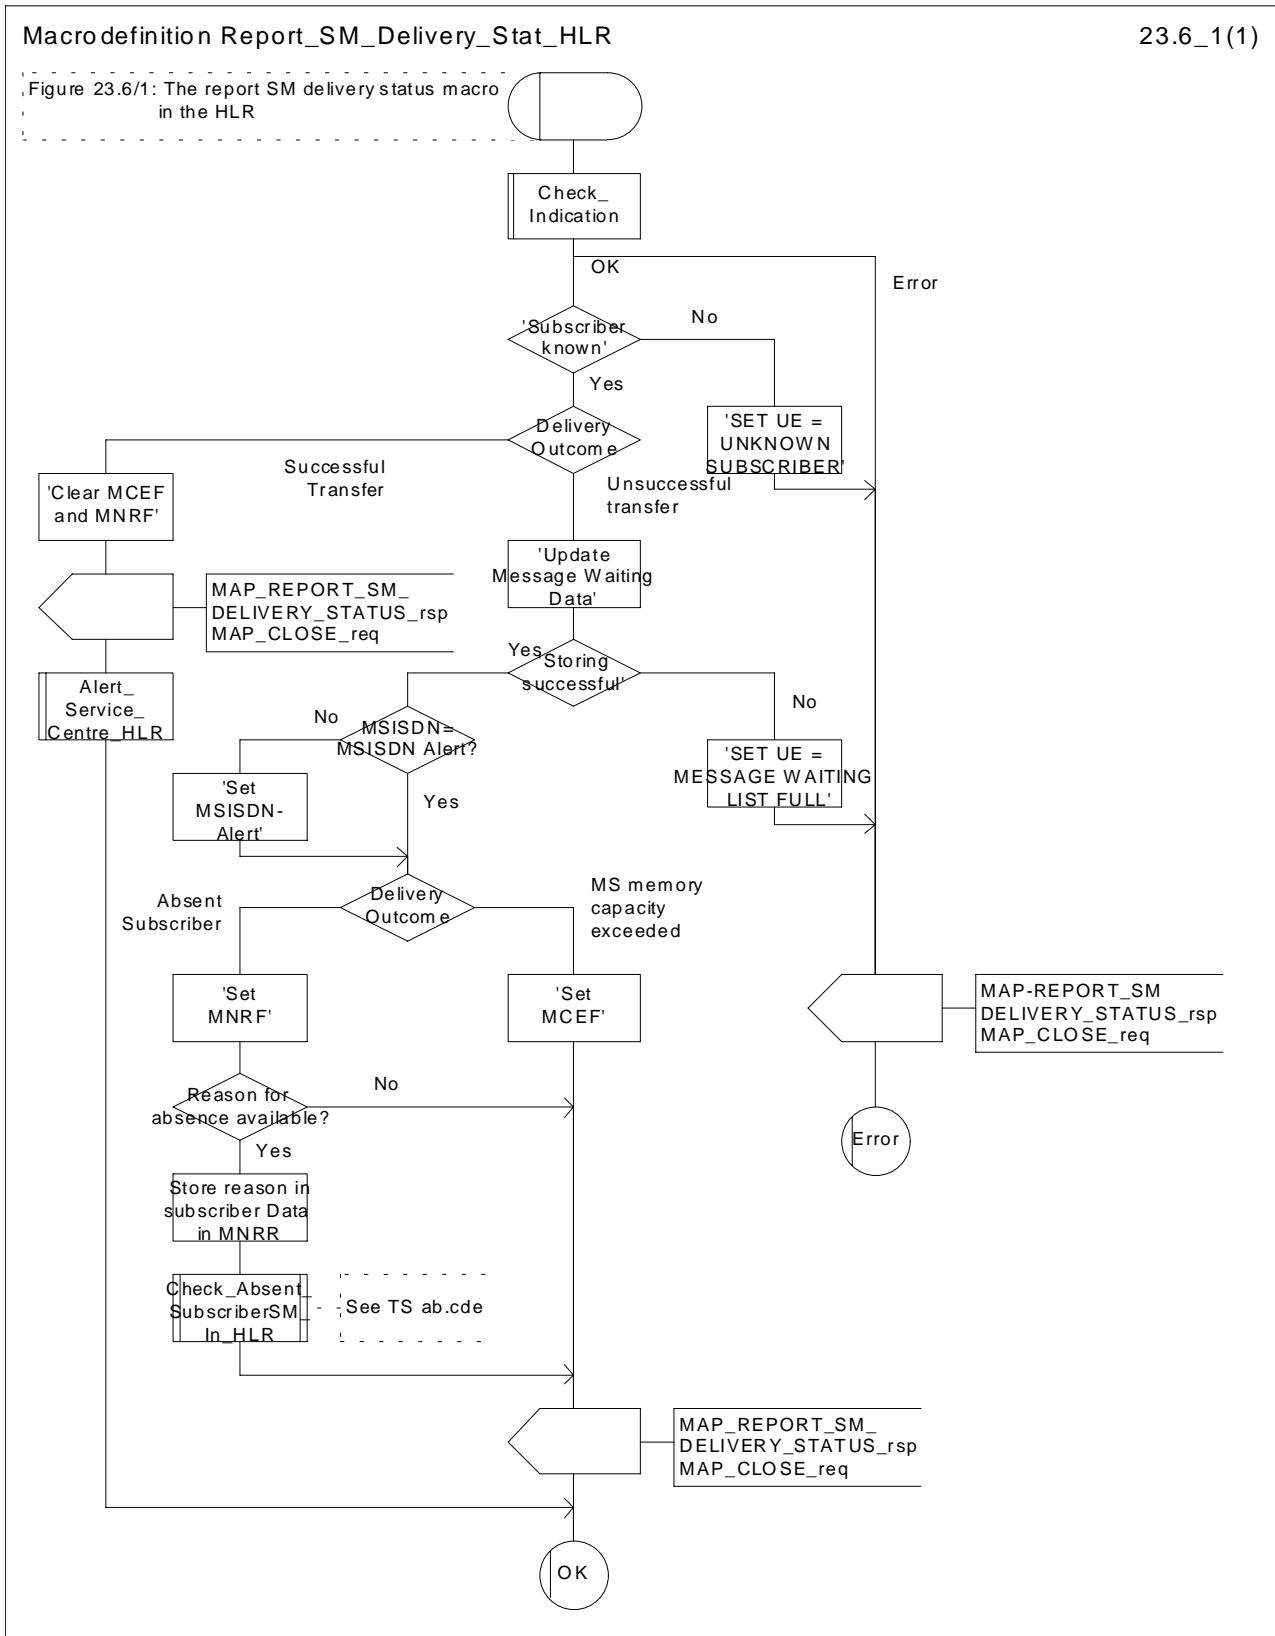 Macrodefinition Report_SM_Delivery_Stat_HLR
23.6_1(1)
Figure 23.6/1: The report SM delivery status macro
in the HLR
Check_
Indication
OK
Error
'Subscriber
known'
No
Yes
'SET UE =
UNKNOWN
SUBSCRIBER'
Delivery
Outcome
Successful
Transfer
Unsuccessful
transfer
'Clear MCEF
and MNRF'
'Update
Message Waiting
Data'
MAP_REPORT_SM_
DELIVERY_STATUS_rsp
MAP_CLOSE_req
Yes
'Storing
successful'
No
Alert_
Service_
Centre_HLR
No
MSISDN=
MSISDN Alert?
'SET UE =
MESSAGE WAITING
LIST FULL'
'Set
MSISDN-
Alert'
Yes
Absent
Subscriber
Delivery
Outcome
MS memory
capacity
exceeded
'Set
MNRF'
'Set
MCEF'
MAP-REPORT_SM
DELIVERY_STATUS_rsp
MAP_CLOSE_req
Reason for
absence available?
No
Yes
Error
Store reason in
subscriber Data
in MNRR
Check_Absent_
SubscriberSM_
In_HLR
See TS ab.cde
MAP_REPORT_SM_
DELIVERY_STATUS_rsp
MAP_CLOSE_req
OK